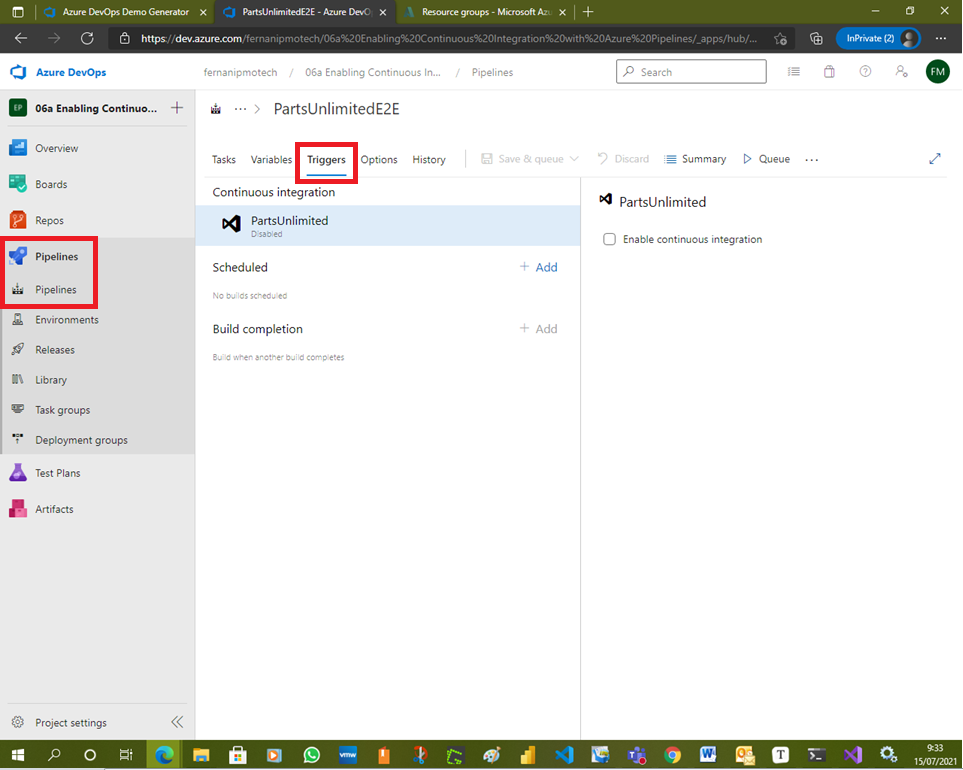 Azure DevOps Demo Generator
PartsUnlimitedE2E - Azure DevO
Resource groups - Microsoft Az
https://dev.azure.com/fernanipmotech/06a%20Enabling%20Continuous%20Integration%20with%20Azure%20Pipelines/_apps/hub/...
InPrivate (2)
Azure DevOps
fernanipmotech / 06a Enabling Continuous In... / Pipelines
Search
FM
EP 06a Enabling Continuo... +
... > PartsUnlimitedE2E
Overview
Boards
Repos
Pipelines
Pipelines
Environments
Releases
Library
Task groups
Deployment groups
Test Plans
Artifacts
Project settings
Tasks Variables Triggers Options History Save & queue Discard Summary Queue ...
Continuous integration
PartsUnlimited
Disabled
Scheduled + Add
No builds scheduled
Build completion + Add
Build when another build completes
PartsUnlimited
Enable continuous integration
vmw
T
9:33
15/07/2021